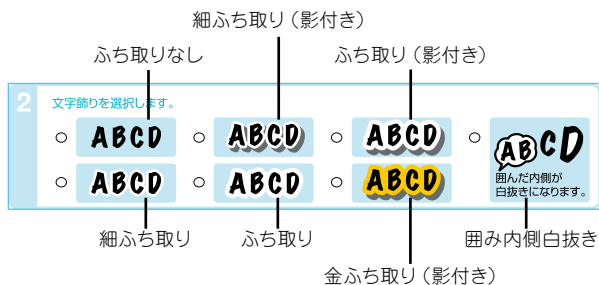 細ふち取り（影付き）
ふち取りなし
ふち取り（影付き）
2
文字飾りを選択します。
ABCD
ABCD
ABCD
ABCD
囲んだ内側が
白抜きになります。
ABCD
ABCD
ABCD
細ふち取り
ふち取り
囲み内側白抜き
金ふち取り（影付き）